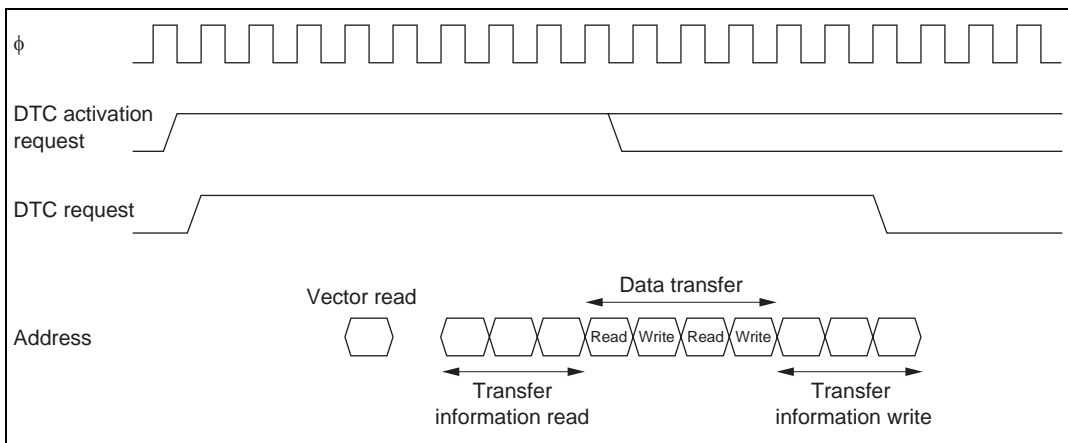 ϕ
DTC activation
request
DTC request
Data transfer
Vector read
Address
Read Write Read Write
Transfer
information read
Transfer
information write